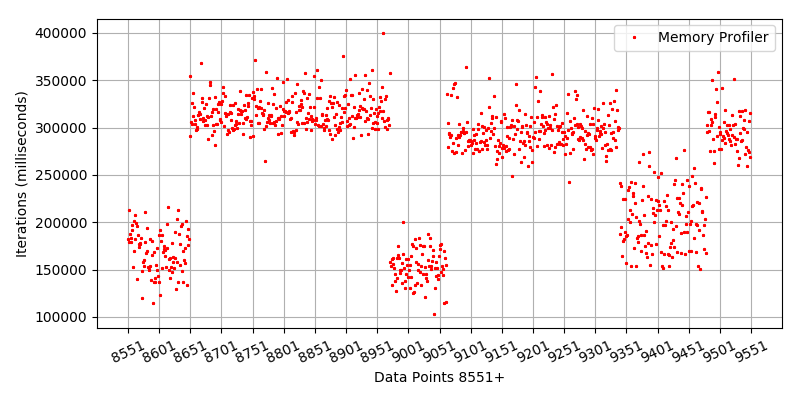 Memory Profiler
Iterations (milliseconds)
400000
350000
300000
250000
200000
150000
100000
8551 8601 8651 8701 8751 8801 8851 8901 8951 9001 9051 9101 9151 9201 9251 9301 9351 9401 9451 9501 9551
Data Points 8551+